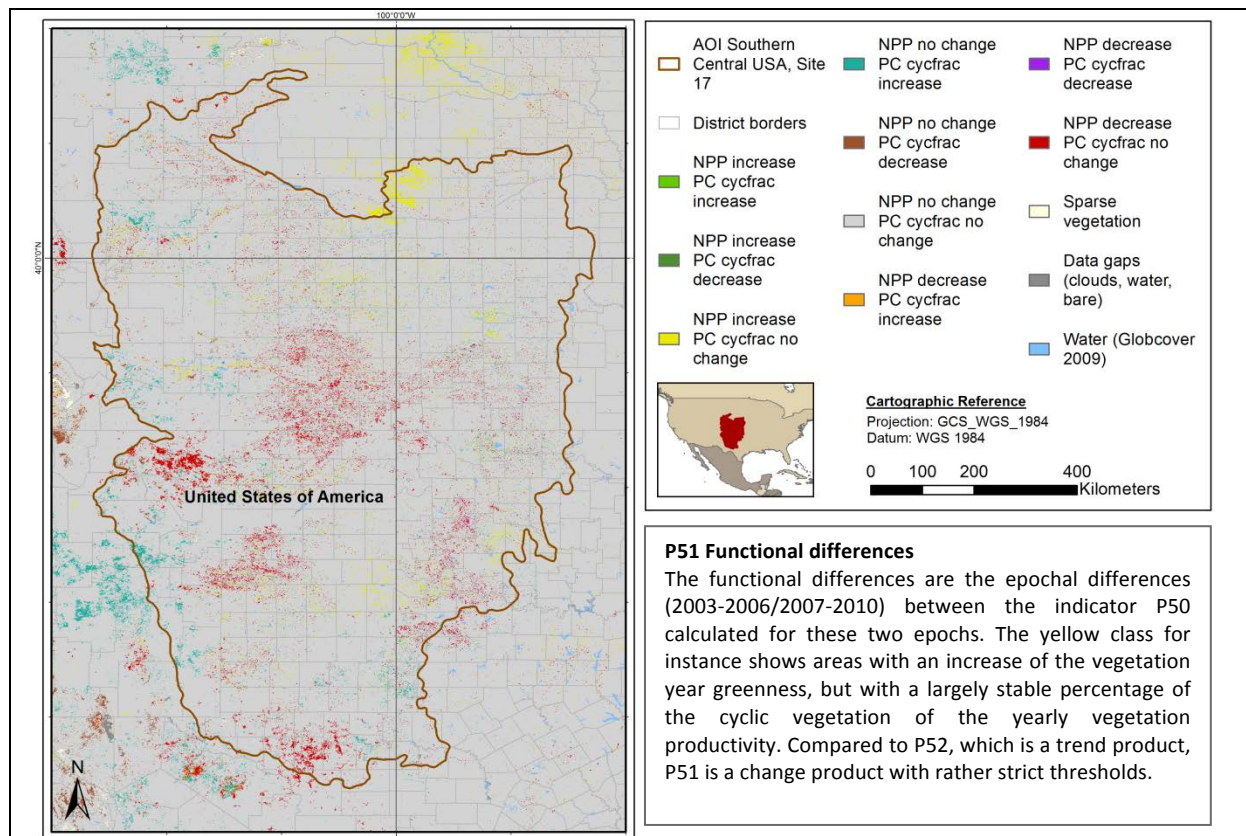 100°0'0"W
40°0'0"N
United States of America
N
AOI Southern
Central USA, Site
17
District borders
NPP increase
PC cycfrac
increase
NPP increase
PC cycfrac
decrease
NPP increase
PC cycfrac no
change
NPP no change
PC cycfrac
increase
NPP no change
PC cycfrac
decrease
NPP no change
PC cycfrac no
change
NPP decrease
PC cycfrac
increase
NPP decrease
PC cycfrac
decrease
NPP decrease
PC cycfrac no
change
Sparse
vegetation
Data gaps
(clouds, water,
bare)
Water (Globcover
2009)
Cartographic Reference
Projection: GCS_WGS_1984
Datum: WGS 1984
0 100 200 400
Kilometers
P51 Functional differences
The functional differences are the epochal differences
(2003-2006/2007-2010) between the indicator P50
calculated for these two epochs. The yellow class for
instance shows areas with an increase of the vegetation
year greenness, but with a largely stable percentage of
the cyclic vegetation of the yearly vegetation
productivity. Compared to P52, which is a trend product,
P51 is a change product with rather strict thresholds.